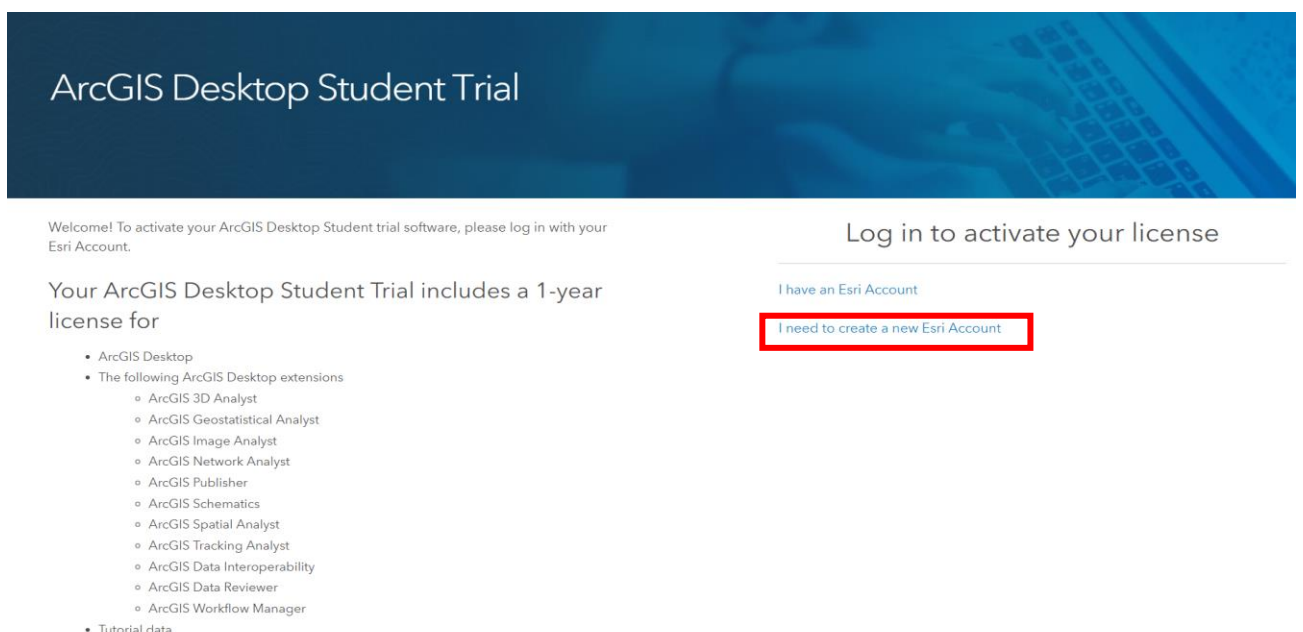 ArcGIS Desktop Student Trial
Welcome! To activate your ArcGIS Desktop Student trial software, please log in with your
Esri Account.
Your ArcGIS Desktop Student Trial includes a 1-year
license for
• ArcGIS Desktop
• The following ArcGIS Desktop extensions
◦ ArcGIS 3D Analyst
◦ ArcGIS Geostatistical Analyst
◦ ArcGIS Image Analyst
◦ ArcGIS Network Analyst
◦ ArcGIS Publisher
◦ ArcGIS Schematics
◦ ArcGIS Spatial Analyst
◦ ArcGIS Tracking Analyst
◦ ArcGIS Data Interoperability
◦ ArcGIS Data Reviewer
◦ ArcGIS Workflow Manager
• Tutorial data
Log in to activate your license
I have an Esri Account
I need to create a new Esri Account